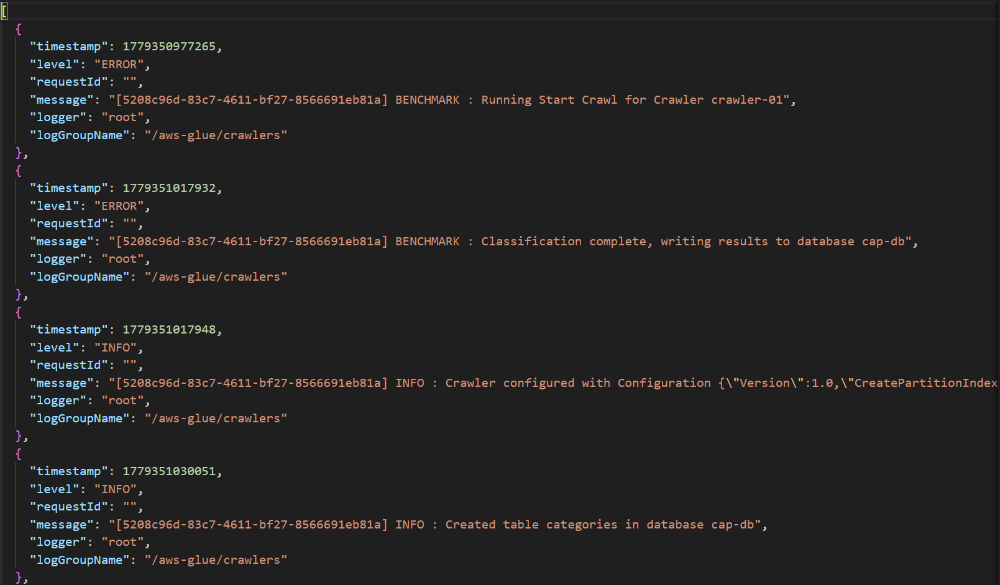 [
  {
    "timestamp": 1779350977265,
    "level": "ERROR",
    "requestId": "",
    "message": "[5208c96d-83c7-4611-bf27-8566691eb81a] BENCHMARK : Running Start Crawl for Crawler crawler-01",
    "logger": "root",
    "logGroupName": "/aws-glue/crawlers"
  },
  {
    "timestamp": 1779351017932,
    "level": "ERROR",
    "requestId": "",
    "message": "[5208c96d-83c7-4611-bf27-8566691eb81a] BENCHMARK : Classification complete, writing results to database cap-db",
    "logger": "root",
    "logGroupName": "/aws-glue/crawlers"
  },
  {
    "timestamp": 1779351017948,
    "level": "INFO",
    "requestId": "",
    "message": "[5208c96d-83c7-4611-bf27-8566691eb81a] INFO : Crawler configured with Configuration {\"Version\":1.0,\"CreatePartitionIndex
    "logger": "root",
    "logGroupName": "/aws-glue/crawlers"
  },
  {
    "timestamp": 1779351030051,
    "level": "INFO",
    "requestId": "",
    "message": "[5208c96d-83c7-4611-bf27-8566691eb81a] INFO : Created table categories in database cap-db",
    "logger": "root",
    "logGroupName": "/aws-glue/crawlers"
  },